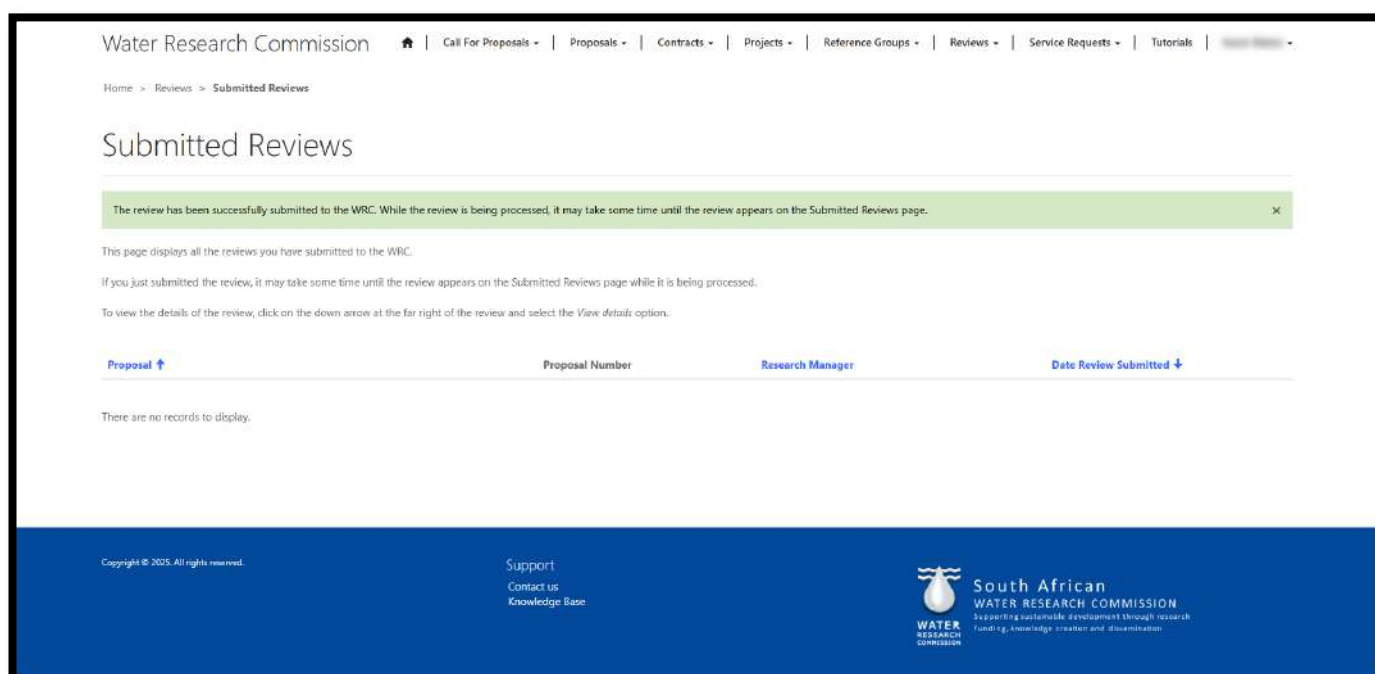 Water Research Commission | Call For Proposals | Proposals | Contracts | Projects | Reference Groups | Reviews | Service Requests | Tutorials |
Home > Reviews > Submitted Reviews
Submitted Reviews
The review has been successfully submitted to the WRC. While the review is being processed, it may take some time until the review appears on the Submitted Reviews page. ×
This page displays all the reviews you have submitted to the WRC.
If you just submitted the review, it may take some time until the review appears on the Submitted Reviews page while it is being processed.
To view the details of the review, click on the down arrow at the far right of the review and select the View details option.
Proposal ↑ Proposal Number Research Manager Date Review Submitted ↓
There are no records to display.
Copyright © 2025. All rights reserved.
Support
Contact us
Knowledge Base
WATER
RESEARCH
COMMISSION
South African
WATER RESEARCH COMMISSION
Supporting sustainable development through research
funding, knowledge creation and dissemination